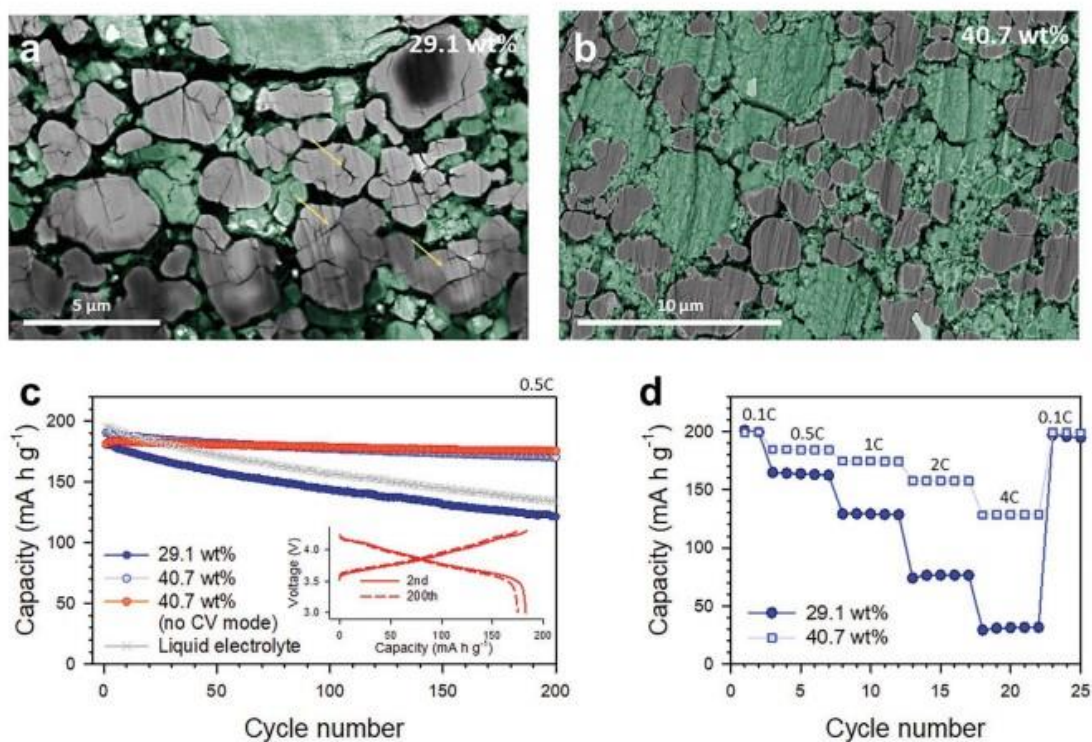 a
29.1 wt%
5 µm
b
40.7 wt%
10 µm
c
0.5C
200
150
100
50
0
Capacity (mA h g⁻¹)
29.1 wt%
40.7 wt%
40.7 wt%
(no CV mode)
Liquid electrolyte
4.0
3.5
3.0
Voltage (V)
2nd
200th
0 50 100 150 200
Capacity (mA h g⁻¹)
0 50 100 150 200
Cycle number
d
0.1C
0.5C
1C
2C
4C
0.1C
200
150
100
50
0
Capacity (mA h g⁻¹)
29.1 wt%
40.7 wt%
0 5 10 15 20 25
Cycle number